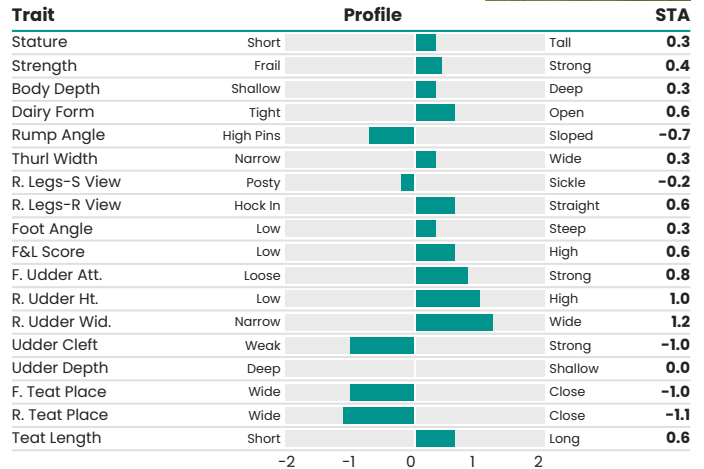 Trait Profile STA
Stature Short Tall 0.3
Strength Frail Strong 0.4
Body Depth Shallow Deep 0.3
Dairy Form Tight Open 0.6
Rump Angle High Pins Sloped -0.7
Thurl Width Narrow Wide 0.3
R. Legs-S View Posty Sickle -0.2
R. Legs-R View Hock In Straight 0.6
Foot Angle Low Steep 0.3
F&L Score Low High 0.6
F. Udder Att. Loose Strong 0.8
R. Udder Ht. Low High 1.0
R. Udder Wid. Narrow Wide 1.2
Udder Cleft Weak Strong -1.0
Udder Depth Deep Shallow 0.0
F. Teat Place Wide Close -1.0
R. Teat Place Wide Close -1.1
Teat Length Short Long 0.6
-2 -1 0 1 2